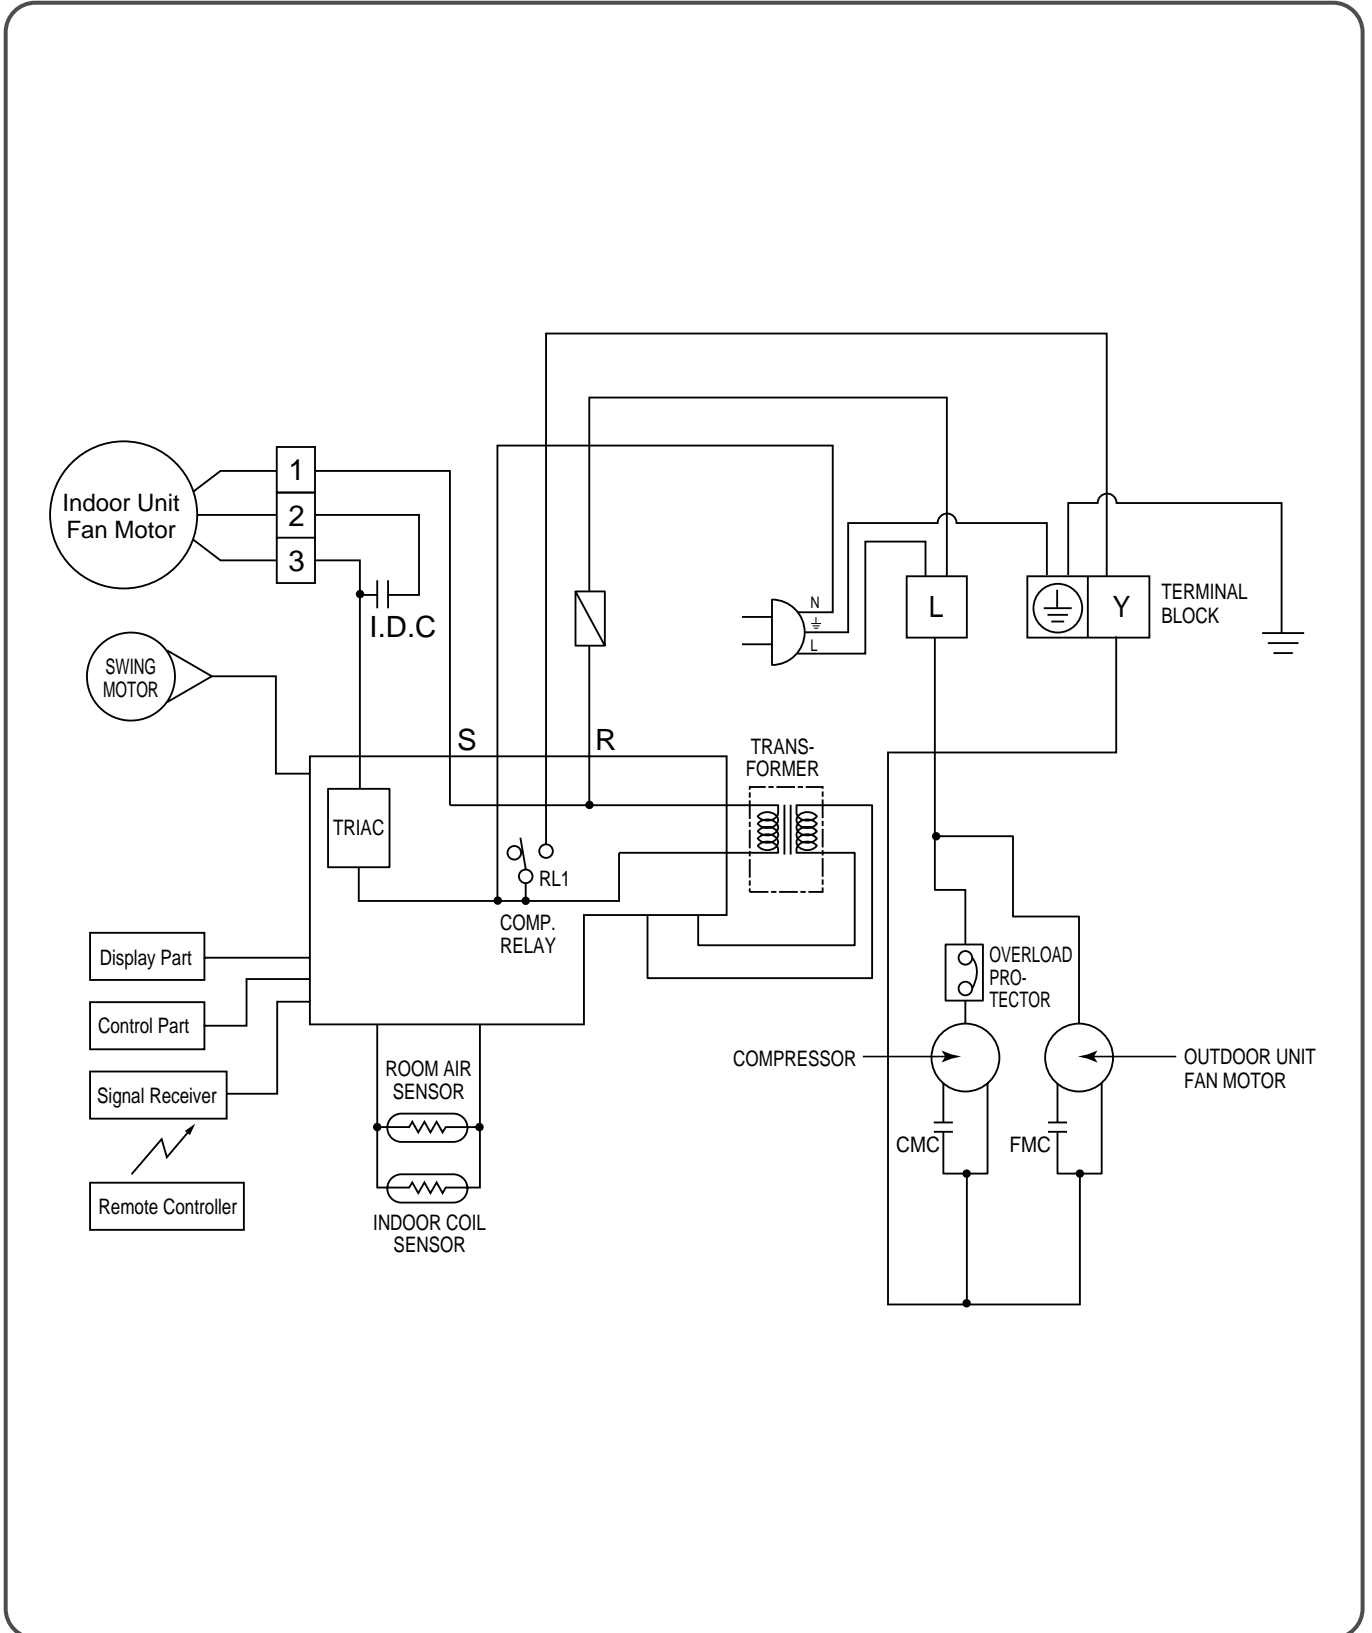 1
Indoor Unit
Fan Motor
2
3
I.D.C
N
L
L
Y
TERMINAL
BLOCK
SWING
MOTOR
S
R
TRANS-
FORMER
TRIAC
RL1
COMP.
RELAY
Display Part
Control Part
Signal Receiver
Remote Controller
ROOM AIR
SENSOR
INDOOR COIL
SENSOR
OVERLOAD
PRO-
TECTOR
COMPRESSOR
OUTDOOR UNIT
FAN MOTOR
CMC
FMC